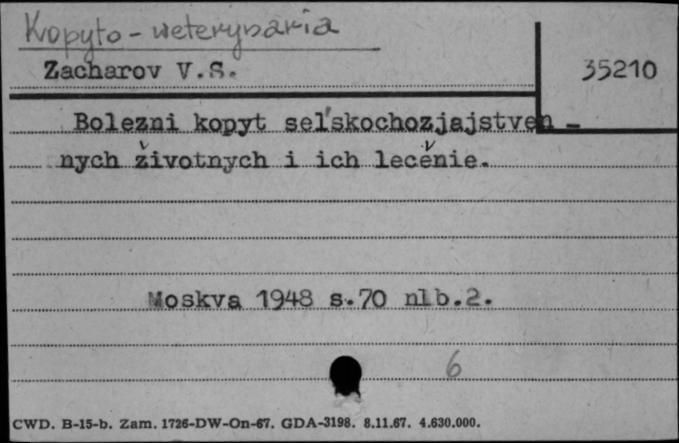 Kopyto - weterynaria
Zacharov V.S.
35210
Bolezni kopyt sel'skochozjajstven -
nych životnych i ich lecěnie.
Moskva 1948 s.70 nlb.2.
6
CWD. B-15-b. Zam. 1726-DW-On-67. GDA-3198. 8.11.67. 4.630.000.